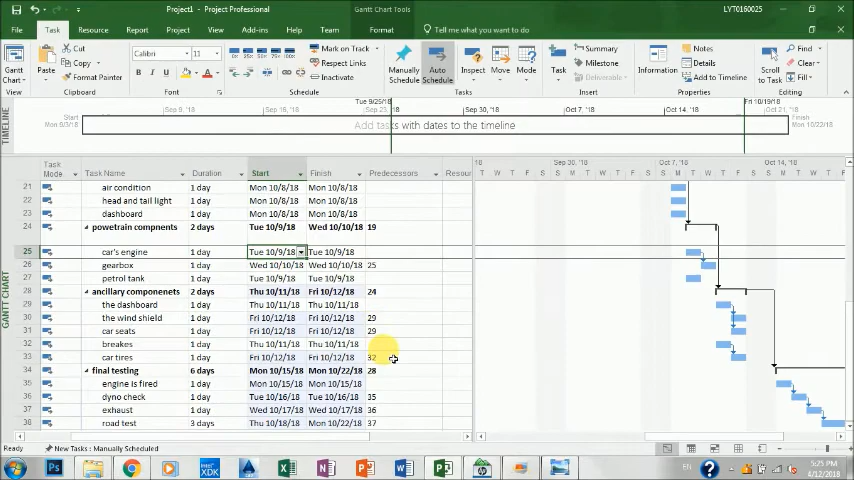 Project1 - Project Professional
Gantt Chart Tools
LYT0160025
File
Task
Resource
Report
Project
View
Add-ins
Help
Team
Format
Tell me what you want to do
Gantt Chart
Paste
Cut
Copy
Format Painter
Calibri
11
B I U
Mark on Track
Respect Links
Inactivate
Manually Schedule
Auto Schedule
Inspect
Move
Mode
Task
Summary
Milestone
Deliverable
Information
Notes
Details
Add to Timeline
Scroll to Task
Find
Clear
Fill
View
Clipboard
Font
Schedule
Tasks
Insert
Properties
Editing
TIMELINE
Tue 9/25/18
Fri 10/19/18
Sep 9, '18
Sep 16, '18
Sep 23, '18
Sep 30, '18
Oct 7, '18
Oct 14, '18
Oct 21, '18
Start
Mon 9/3/18
Add tasks with dates to the timeline
Finish
Mon 10/22/18
GANTT CHART
Task Mode
Task Name
Duration
Start
Finish
Predecessors
Resour
'18
Sep 30, '18
Oct 7, '18
Oct 14, '18
T W T F S S M T W T F S S M T W T F S S M T W T
21 air condition 1 day Mon 10/8/18 Mon 10/8/18
22 head and tail light 1 day Mon 10/8/18 Mon 10/8/18
23 dashboard 1 day Mon 10/8/18 Mon 10/8/18
24 powetrain compnents 2 days Tue 10/9/18 Wed 10/10/18 19
25 car's engine 1 day Tue 10/9/18 Tue 10/9/18
26 gearbox 1 day Wed 10/10/18 Wed 10/10/18 25
27 petrol tank 1 day Tue 10/9/18 Tue 10/9/18
28 ancillary componenets 2 days Thu 10/11/18 Fri 10/12/18 24
29 the dashboard 1 day Thu 10/11/18 Thu 10/11/18
30 the wind shield 1 day Fri 10/12/18 Fri 10/12/18 29
31 car seats 1 day Fri 10/12/18 Fri 10/12/18 29
32 breakes 1 day Thu 10/11/18 Thu 10/11/18
33 car tires 1 day Fri 10/12/18 Fri 10/12/18 32
34 final testing 6 days Mon 10/15/18 Mon 10/22/18 28
35 engine is fired 1 day Mon 10/15/18 Mon 10/15/18
36 dyno check 1 day Tue 10/16/18 Tue 10/16/18 35
37 exhaust 1 day Wed 10/17/18 Wed 10/17/18 36
38 road test 3 days Thu 10/18/18 Mon 10/22/18 37
Ready
New Tasks : Manually Scheduled
EN
5:25 PM
4/12/2018